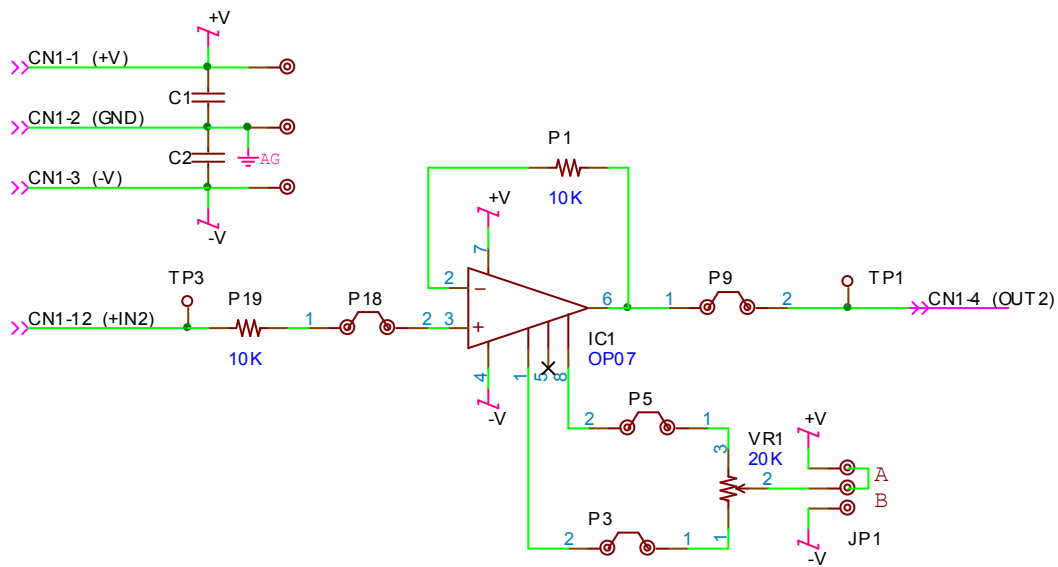 +V
CN1-1 (+V)
C1
CN1-2 (GND)
C2
AG
CN1-3 (-V)
-V
P1
10K
+V
7
2
TP3
P19
10K
CN1-12 (+IN2)
1
P18
2
3
6
1
P9
2
TP1
CN1-4 (OUT2)
IC1
OP07
4
-V
1
5
8
2
P5
1
3
VR1
20K
2
1
+V
A
B
JP1
-V
2
P3
1